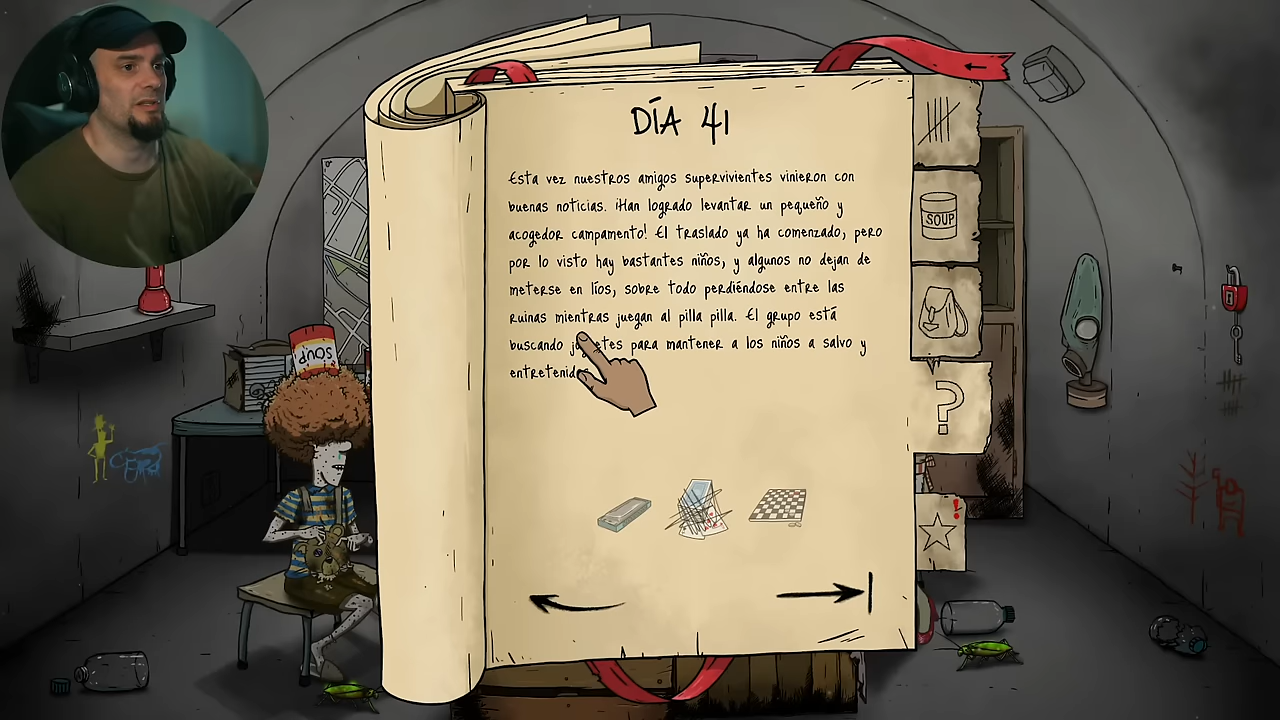 DÍA 41
Esta vez nuestros amigos supervivientes vinieron con
buenas noticias. ¡Han logrado levantar un pequeño y
acogedor campamento! El traslado ya ha comenzado, pero
por lo visto hay bastantes niños, y algunos no dejan de
meterse en líos, sobre todo perdiéndose entre las
ruinas mientras juegan al pilla pilla. El grupo está
buscando para mantener a los niños a salvo y
SOUP
SOUP
?
!